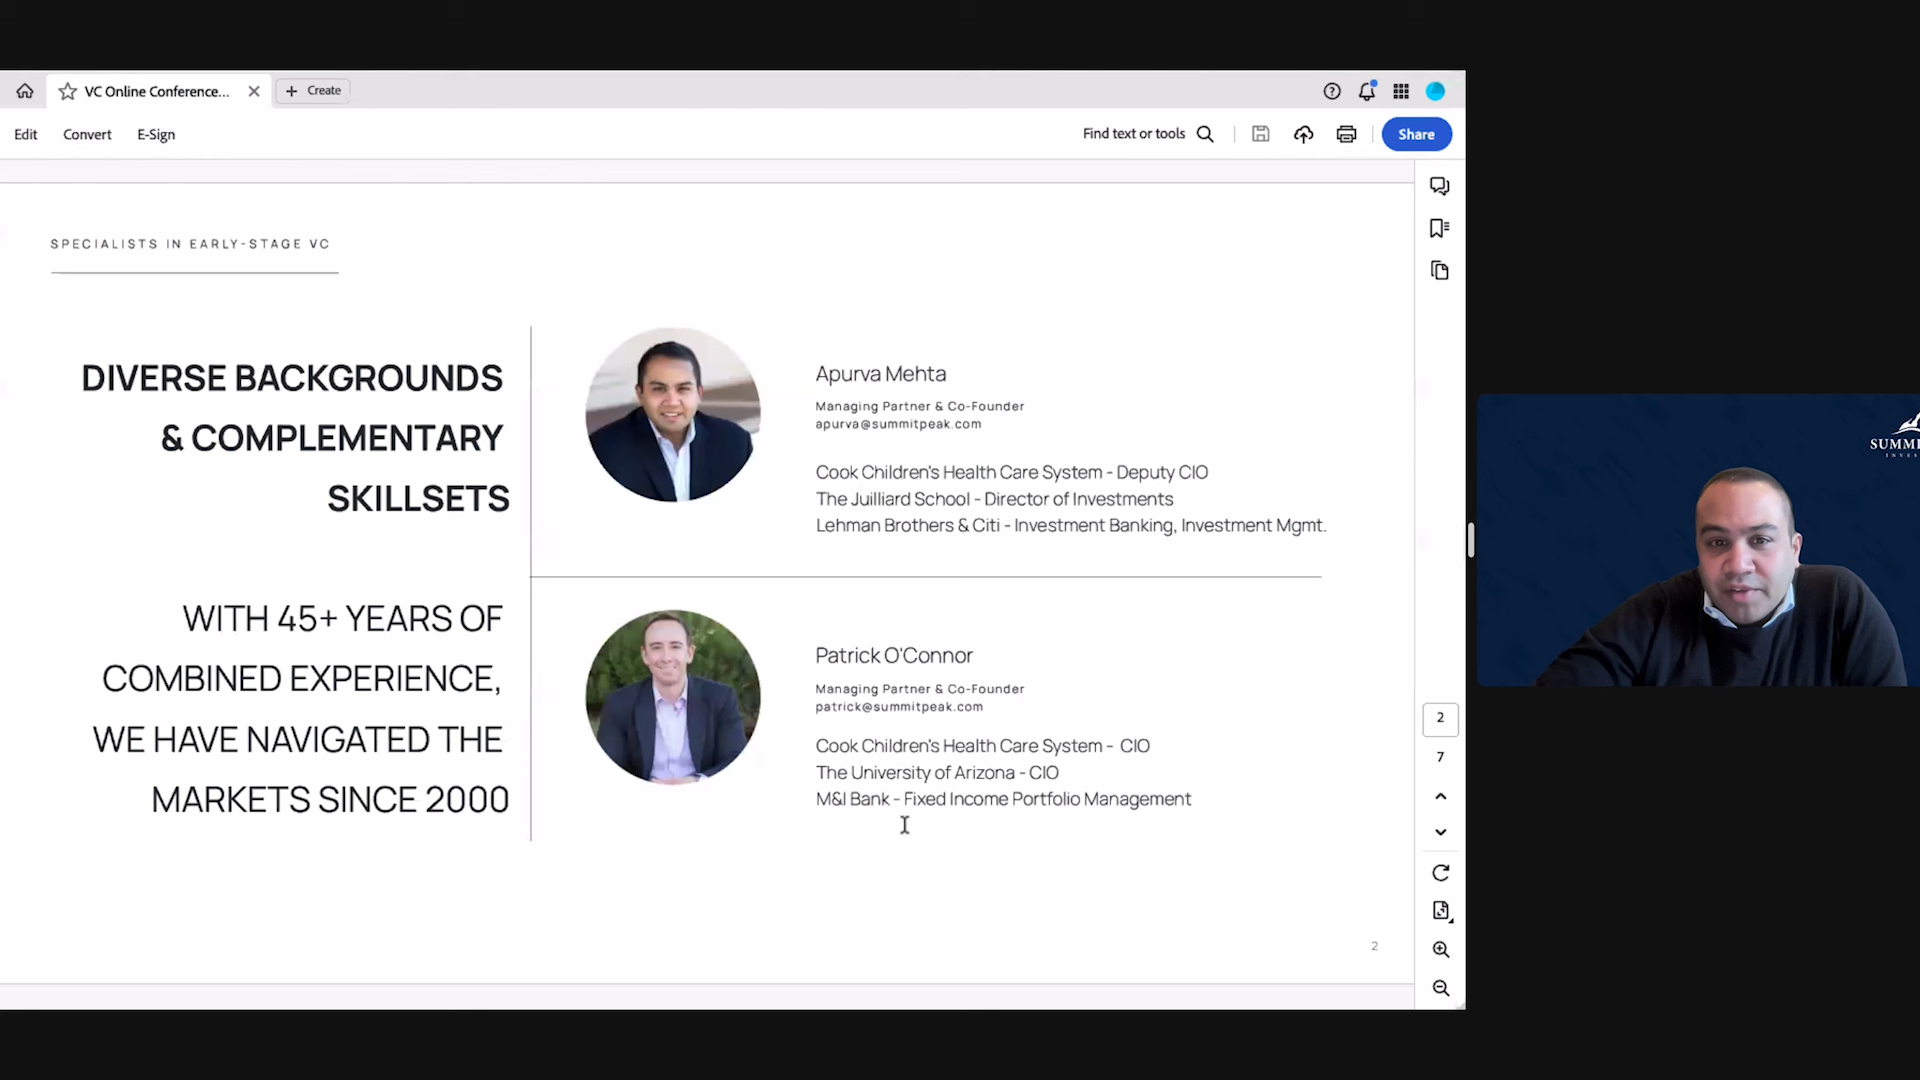 VC Online Conference...
Create
Edit
Convert
E-Sign
Find text or tools
Share
SPECIALISTS IN EARLY-STAGE VC
DIVERSE BACKGROUNDS
& COMPLEMENTARY
SKILLSETS
WITH 45+ YEARS OF
COMBINED EXPERIENCE,
WE HAVE NAVIGATED THE
MARKETS SINCE 2000
Apurva Mehta
Managing Partner & Co-Founder
apurva@summitpeak.com
Cook Children's Health Care System - Deputy CIO
The Juilliard School - Director of Investments
Lehman Brothers & Citi - Investment Banking, Investment Mgmt.
Patrick O'Connor
Managing Partner & Co-Founder
patrick@summitpeak.com
Cook Children's Health Care System - CIO
The University of Arizona - CIO
M&I Bank - Fixed Income Portfolio Management
2
2
7
SUMMI
INVES